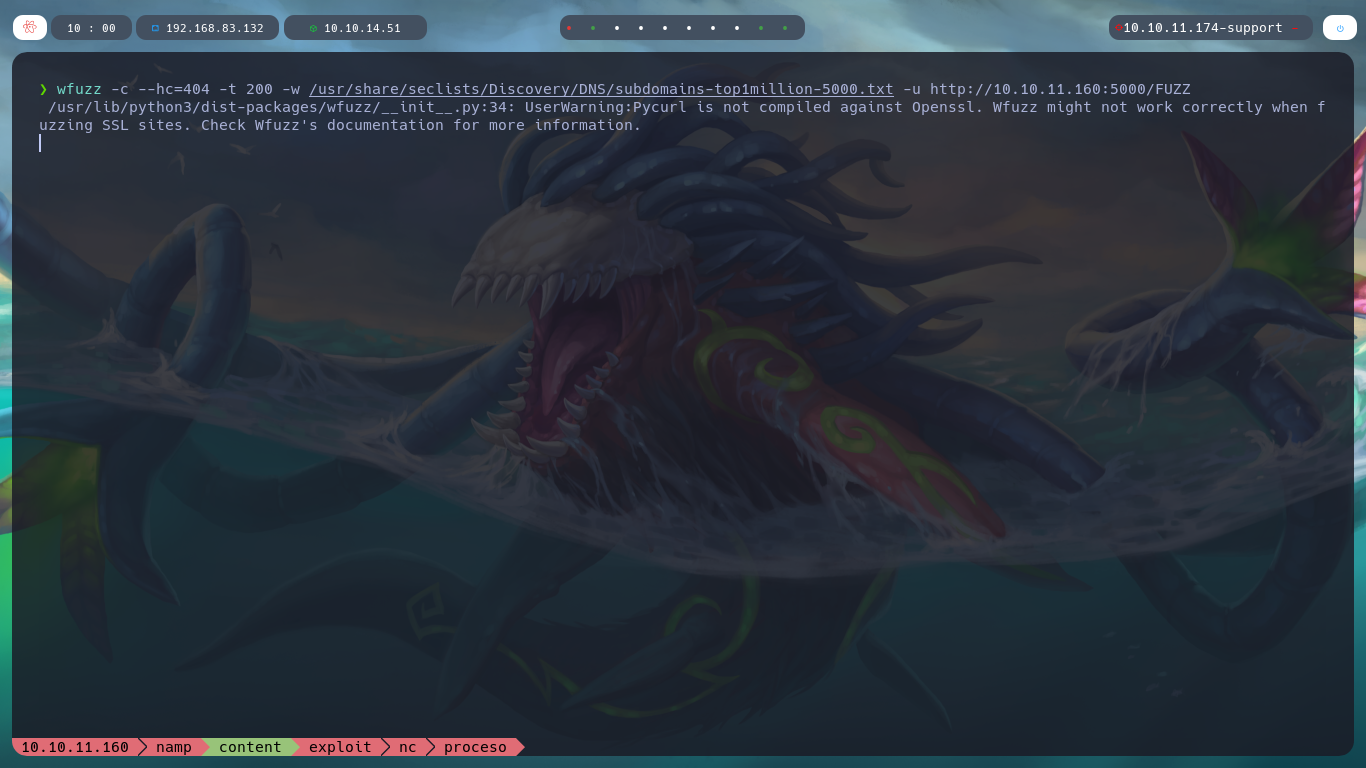 10 : 00 192.168.83.132 10.10.14.51 10.10.11.174-support
❯ wfuzz -c --hc=404 -t 200 -w /usr/share/seclists/Discovery/DNS/subdomains-top1million-5000.txt -u http://10.10.11.160:5000/FUZZ
/usr/lib/python3/dist-packages/wfuzz/__init__.py:34: UserWarning:Pycurl is not compiled against Openssl. Wfuzz might not work correctly when f
uzzing SSL sites. Check Wfuzz's documentation for more information.
10.10.11.160 namp content exploit nc proceso